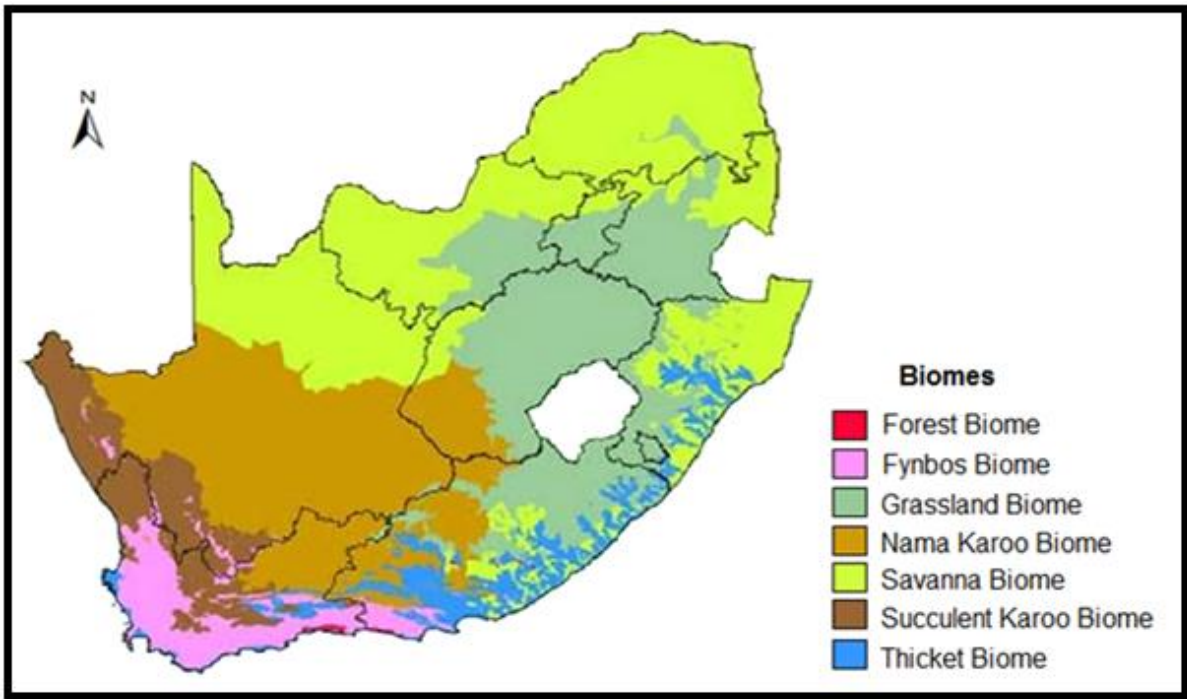 N
Biomes
Forest Biome
Fynbos Biome
Grassland Biome
Nama Karoo Biome
Savanna Biome
Succulent Karoo Biome
Thicket Biome